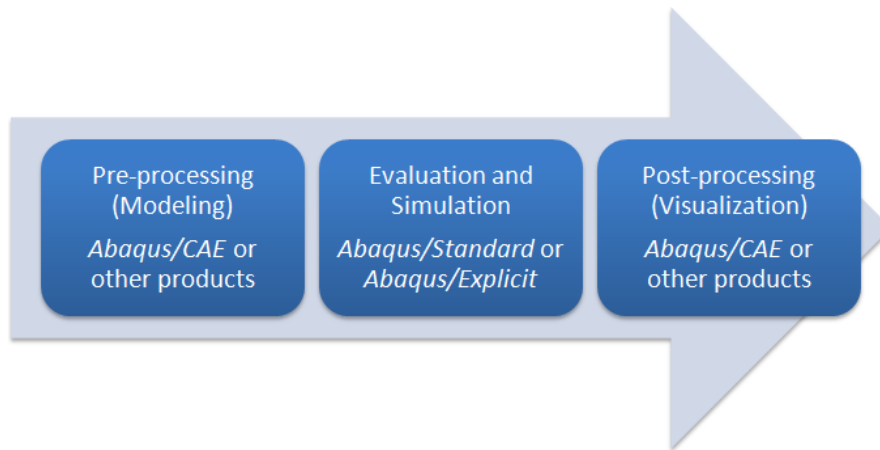 Pre-processing
(Modeling)
Abaqus/CAE or
other products
Evaluation and
Simulation
Abaqus/Standard or
Abaqus/Explicit
Post-processing
(Visualization)
Abaqus/CAE or
other products